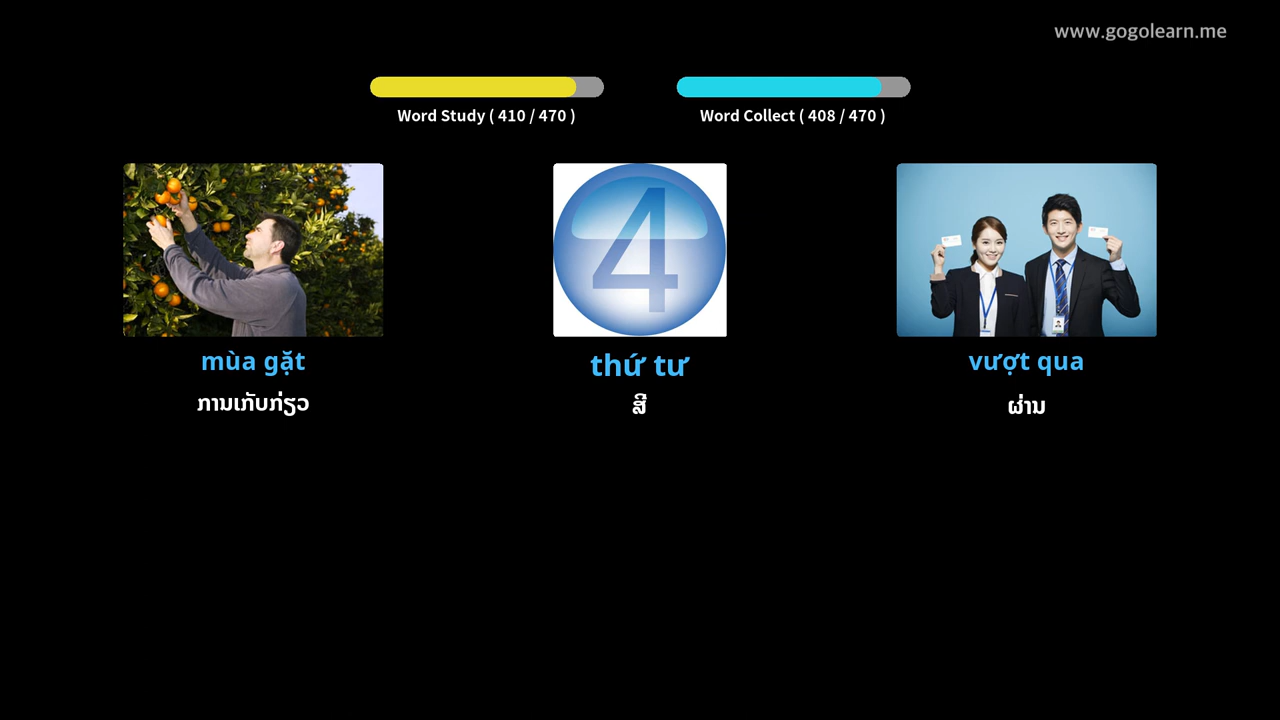 www.gogolearn.me
Word Study ( 410 / 470 )
Word Collect ( 408 / 470 )
4
mùa gặt
thứ tư
vượt qua
ການເກັບກ່ຽວ
ສີ່
ຜ່ານ